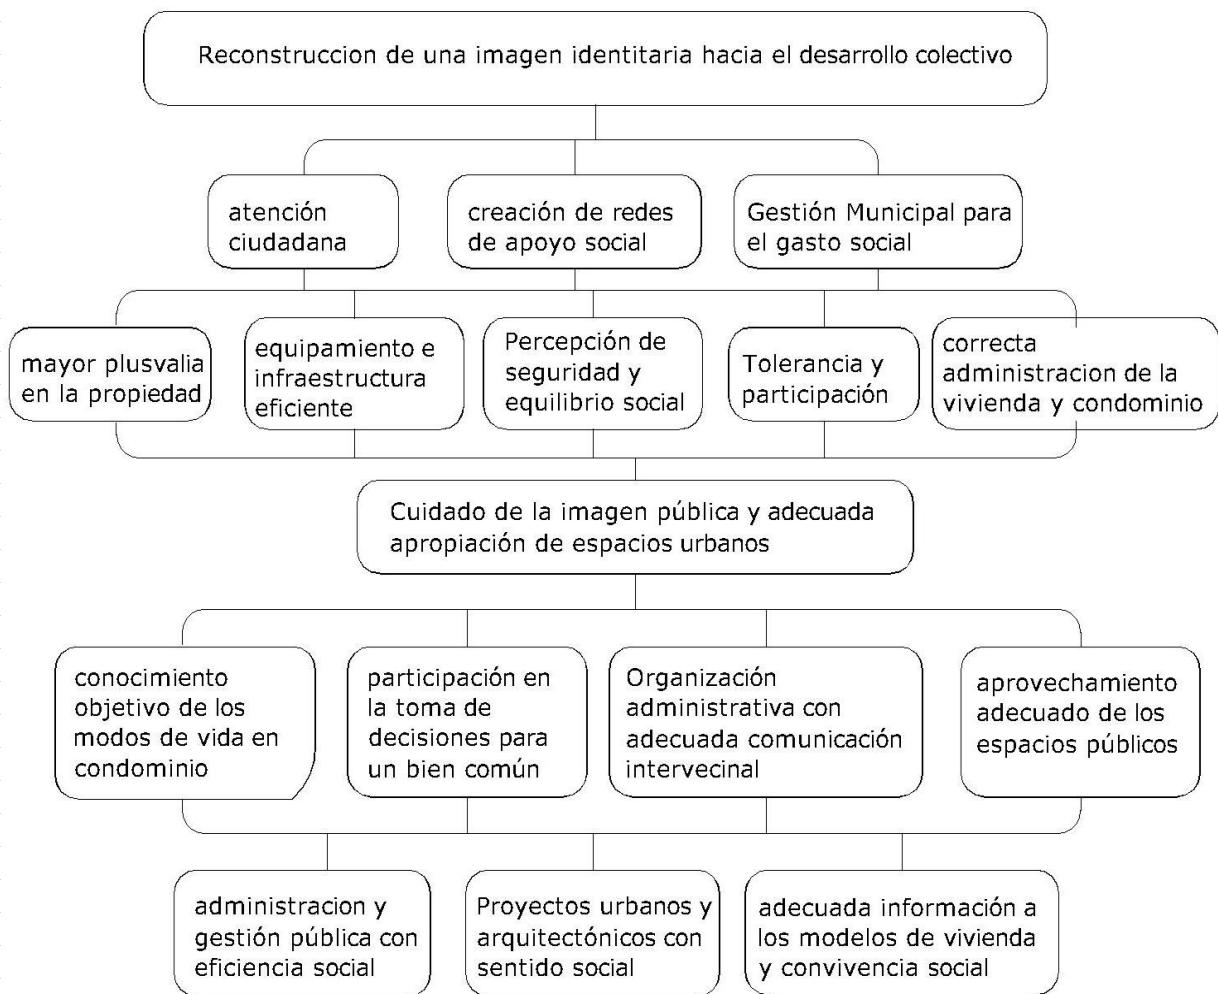 Reconstruccion de una imagen identitaria hacia el desarrollo colectivo
atención
ciudadana
creación de redes
de apoyo social
Gestión Municipal para
el gasto social
mayor plusvalia
en la propiedad
equipamiento e
infraestructura
eficiente
Percepción de
seguridad y
equilibrio social
Tolerancia y
participación
correcta
administracion de la
vivienda y condominio
Cuidado de la imagen pública y adecuada
apropiación de espacios urbanos
conocimiento
objetivo de los
modos de vida en
condominio
participación en
la toma de
decisiones para
un bien común
Organización
administrativa con
adecuada comunicación
intervecinal
aprovechamiento
adecuado de los
espacios públicos
administracion y
gestión pública con
eficiencia social
Proyectos urbanos y
arquitectónicos con
sentido social
adecuada información a
los modelos de vivienda
y convivencia social